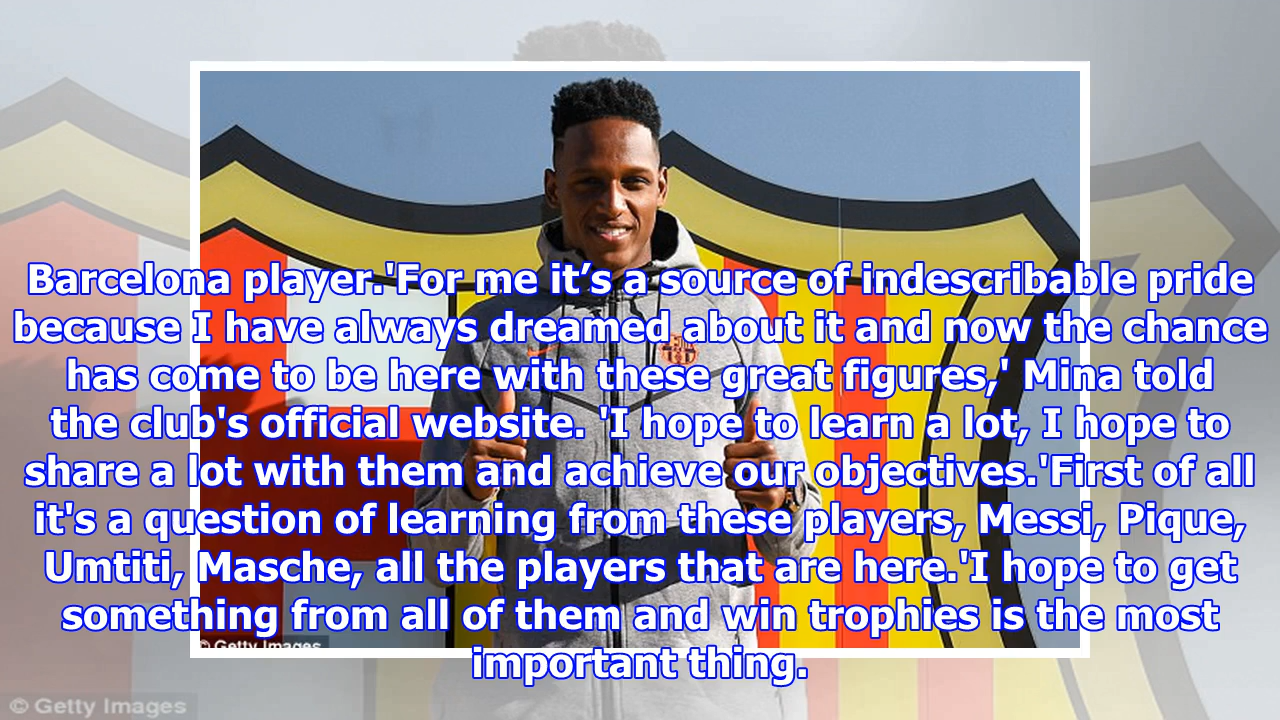 Barcelona player.'For me it’s a source of indescribable pride
because I have always dreamed about it and now the chance
has come to be here with these great figures,' Mina told
the club's official website. 'I hope to learn a lot, I hope to
share a lot with them and achieve our objectives.'First of all
it's a question of learning from these players, Messi, Pique,
Umtiti, Masche, all the players that are here.'I hope to get
something from all of them and win trophies is the most
important thing.
© Getty Images
© Getty Images